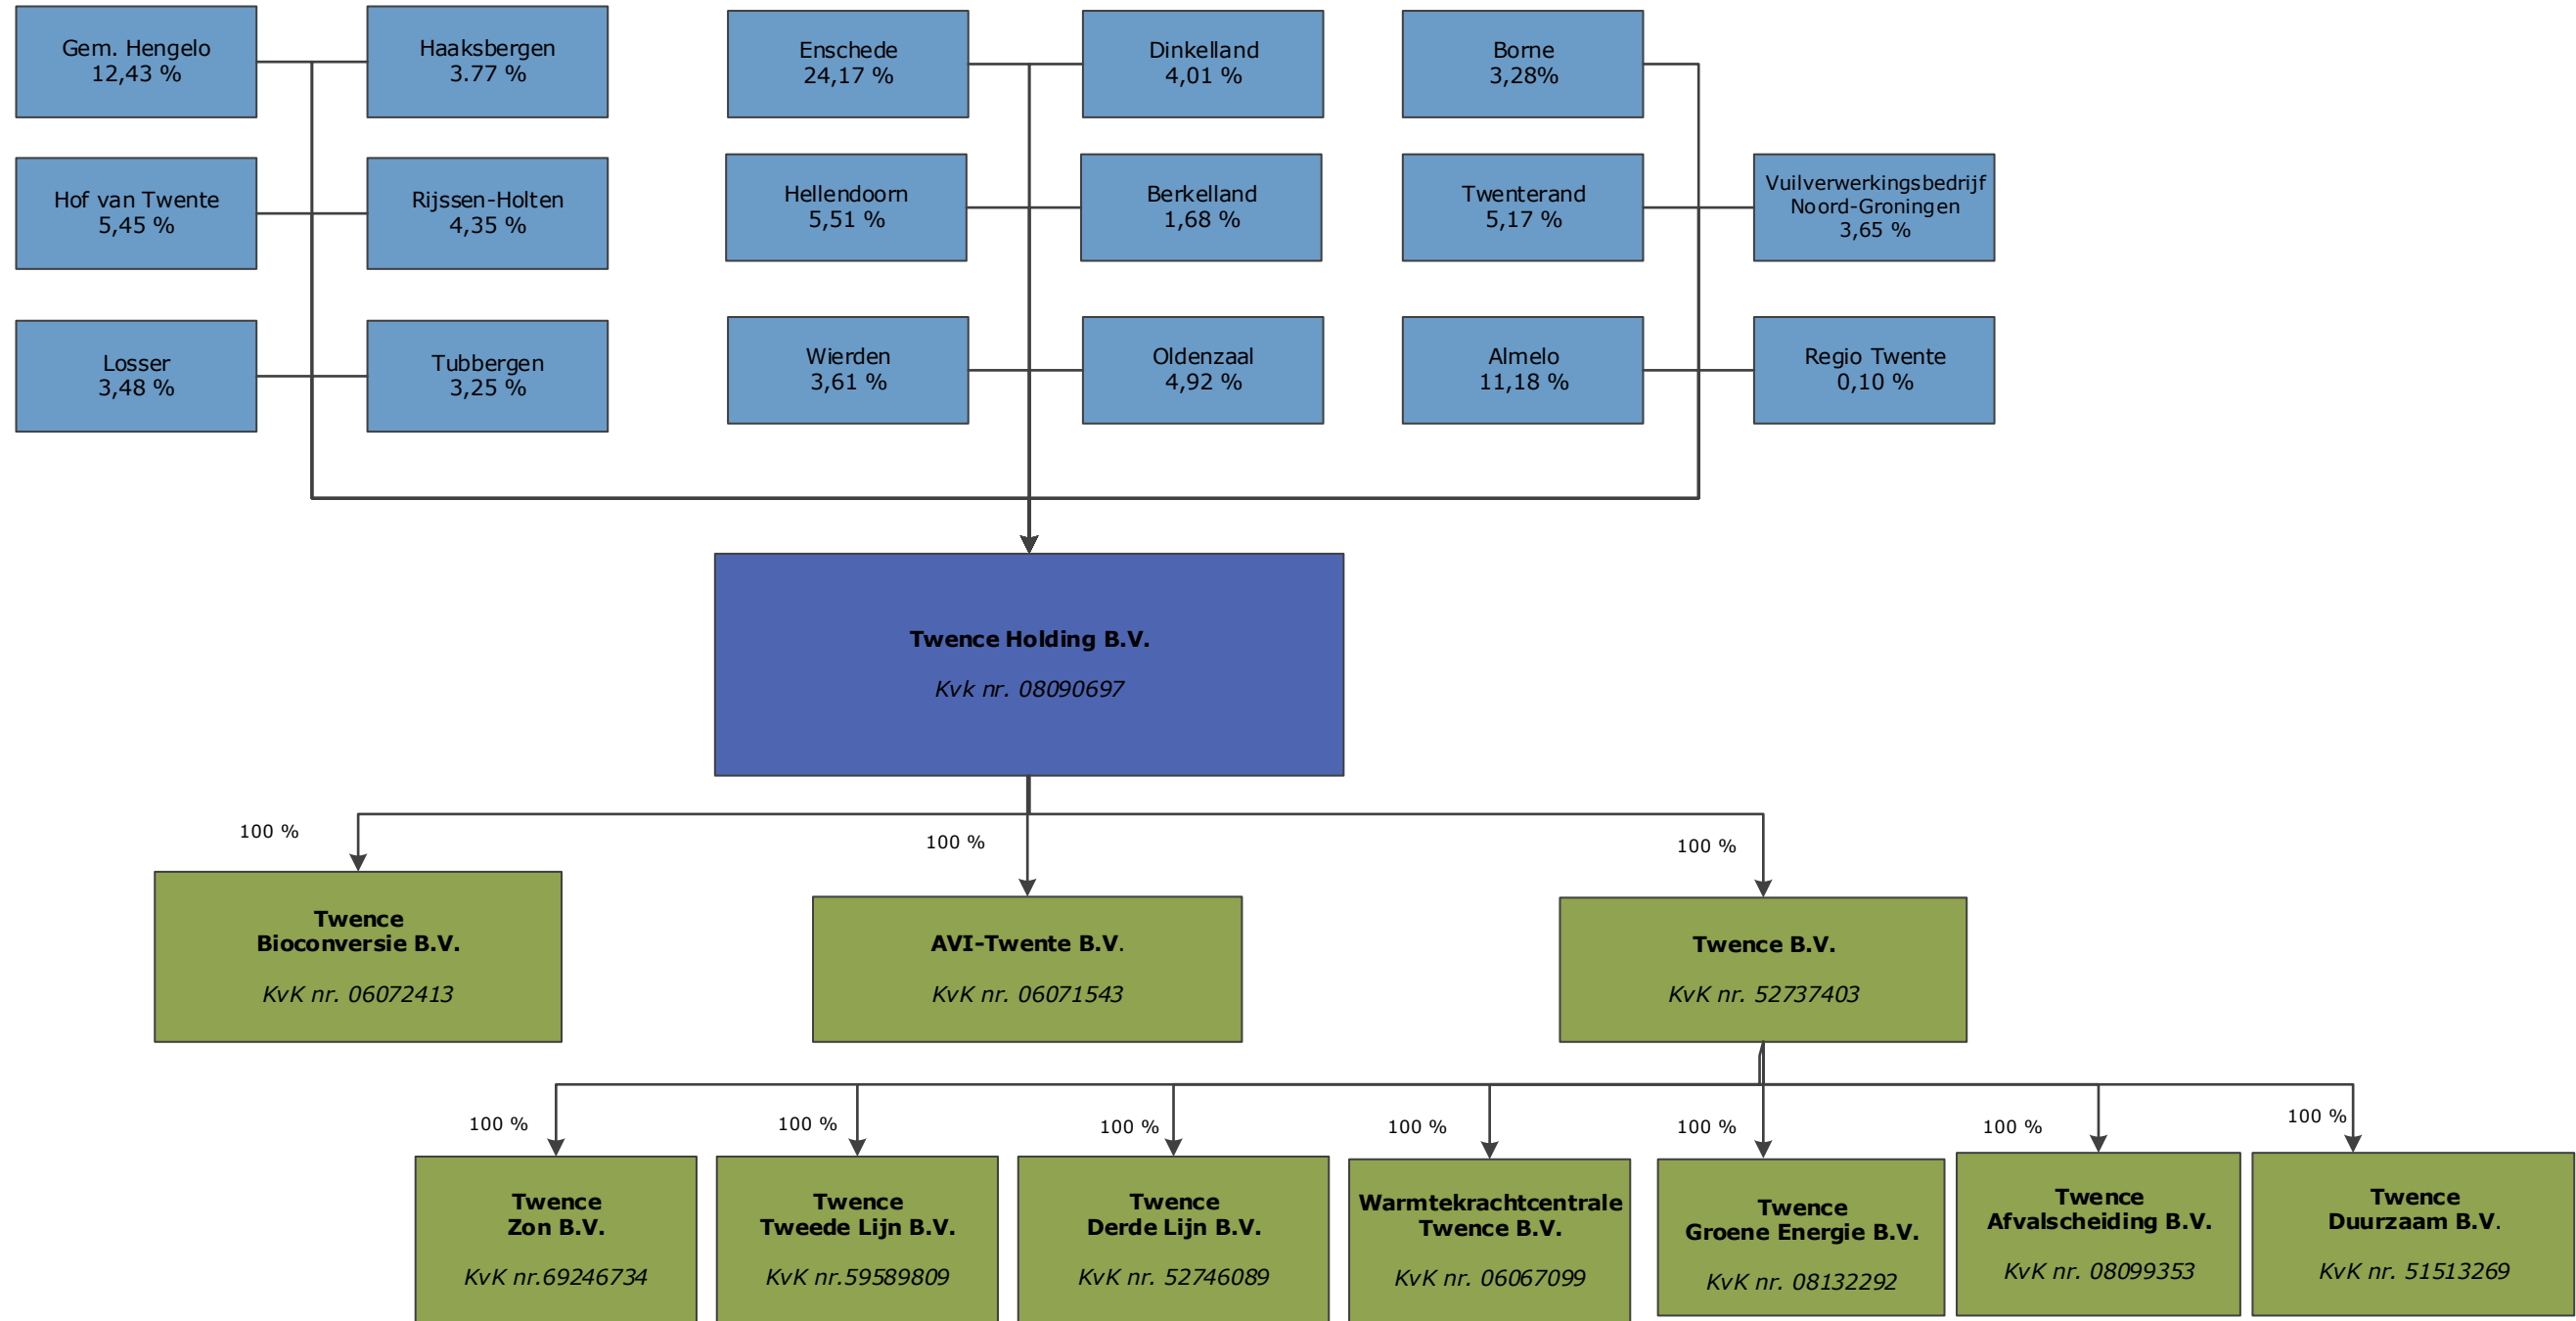 Gem. Hengelo
12,43 %
Haaksbergen
3.77 %
Enschede
24,17 %
Dinkelland
4,01 %
Borne
3,28%
Hof van Twente
5,45 %
Rijssen-Holten
4,35 %
Hellendoorn
5,51 %
Berkelland
1,68 %
Twenterand
5,17 %
Vuilverwerkingsbedrijf
Noord-Groningen
3,65 %
Losser
3,48 %
Tubbergen
3,25 %
Wierden
3,61 %
Oldenzaal
4,92 %
Almelo
11,18 %
Regio Twente
0,10 %
Twence Holding B.V.
Kvk nr. 08090697
100 %
100 %
100 %
Twence
Bioconversie B.V.
KvK nr. 06072413
AVI-Twente B.V.
KvK nr. 06071543
Twence B.V.
KvK nr. 52737403
100 %
100 %
100 %
100 %
100 %
100 %
100 %
Twence
Zon B.V.
KvK nr.69246734
Twence
Tweede Lijn B.V.
KvK nr.59589809
Twence
Derde Lijn B.V.
KvK nr. 52746089
Warmtekrachtcentrale
Twence B.V.
KvK nr. 06067099
Twence
Groene Energie B.V.
KvK nr. 08132292
Twence
Afvalscheiding B.V.
KvK nr. 08099353
Twence
Duurzaam B.V.
KvK nr. 51513269